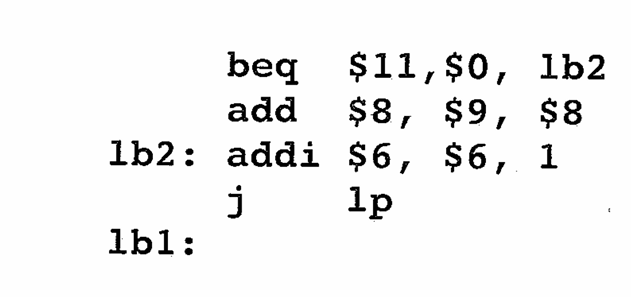 beq $11,$0, lb2
add $8, $9, $8
lb2: addi $6, $6, 1
j lp
lb1: